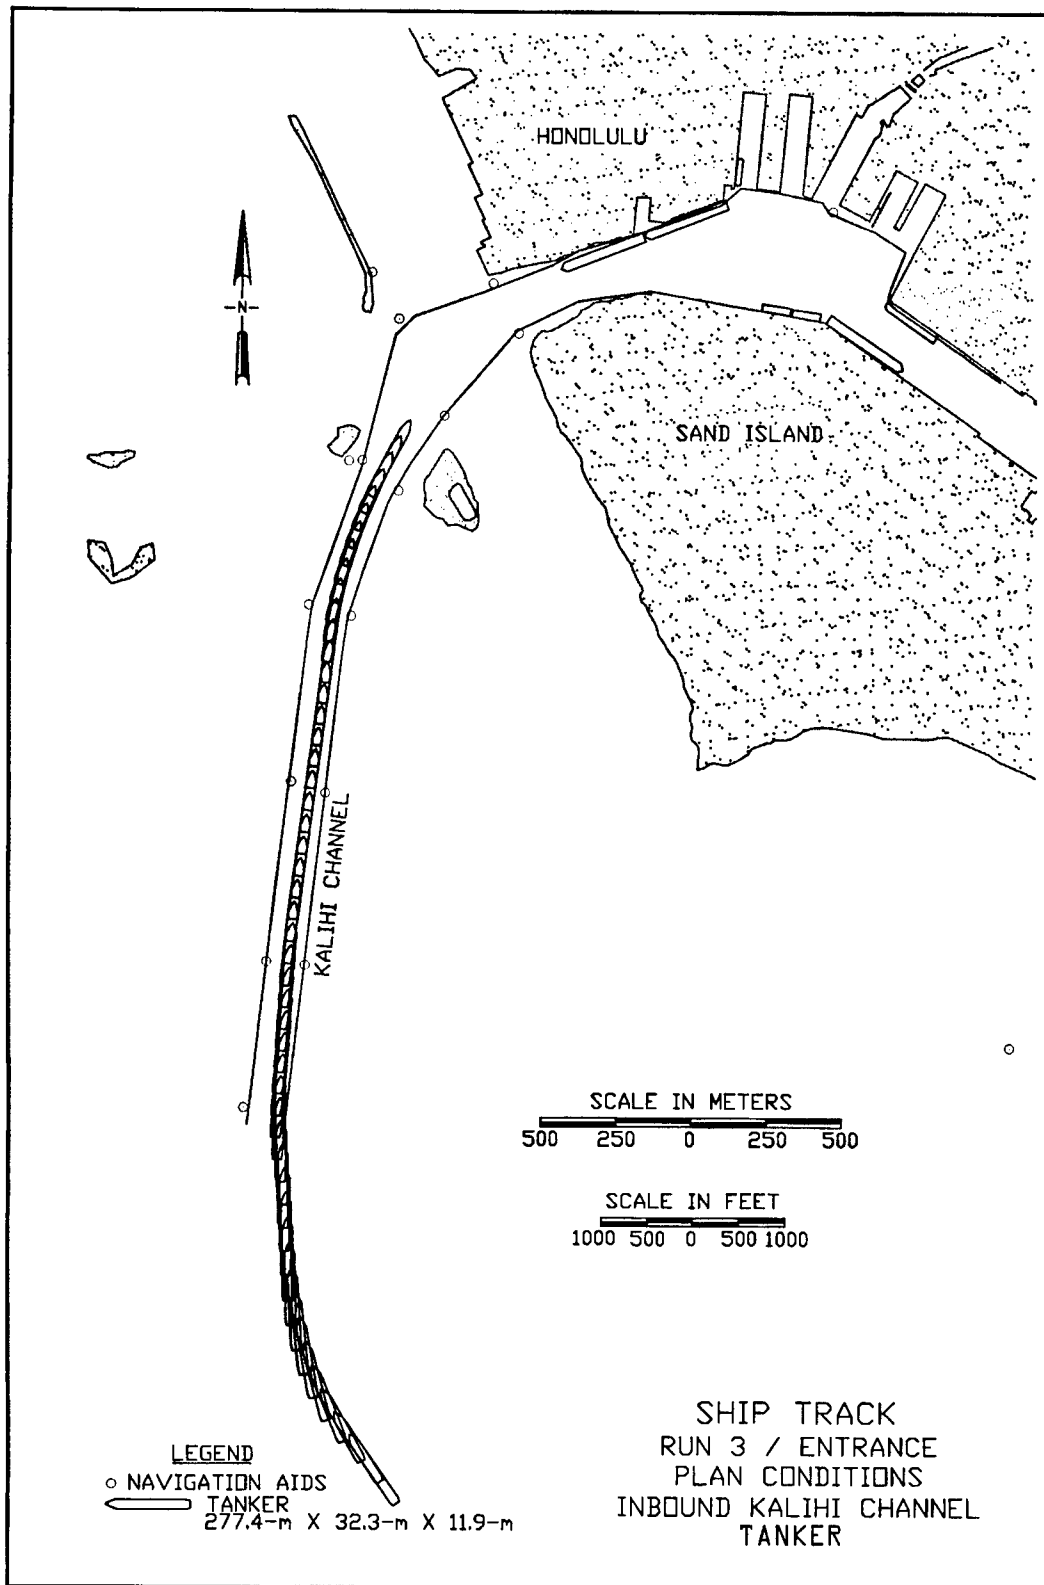 HONOLULU
N
SAND ISLAND
KALIHI CHANNEL
SCALE IN METERS
500 250 0 250 500
SCALE IN FEET
1000 500 0 500 1000
SHIP TRACK
RUN 3 / ENTRANCE
PLAN CONDITIONS
INBOUND KALIHI CHANNEL
TANKER
LEGEND
NAVIGATION AIDS
TANKER
277.4-m X 32.3-m X 11.9-m